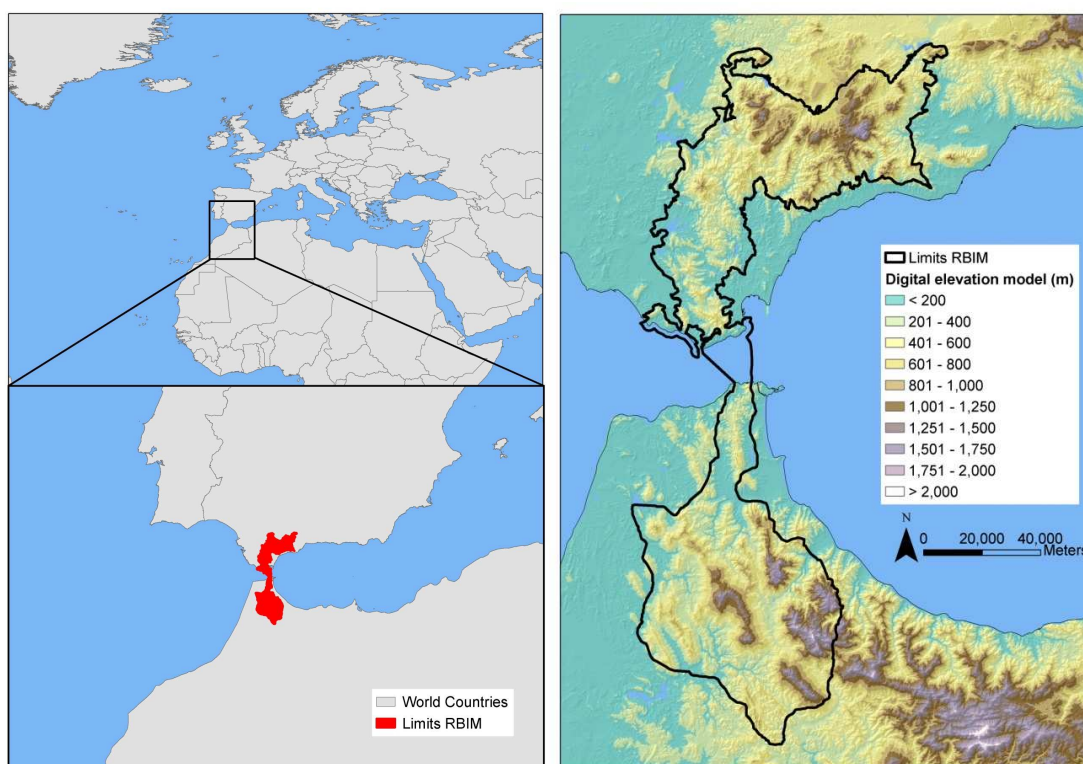 World Countries
Limits RBIM
Limits RBIM
Digital elevation model (m)
< 200
201 - 400
401 - 600
601 - 800
801 - 1,000
1,001 - 1,250
1,251 - 1,500
1,501 - 1,750
1,751 - 2,000
> 2,000
N
0 20,000 40,000
Meters